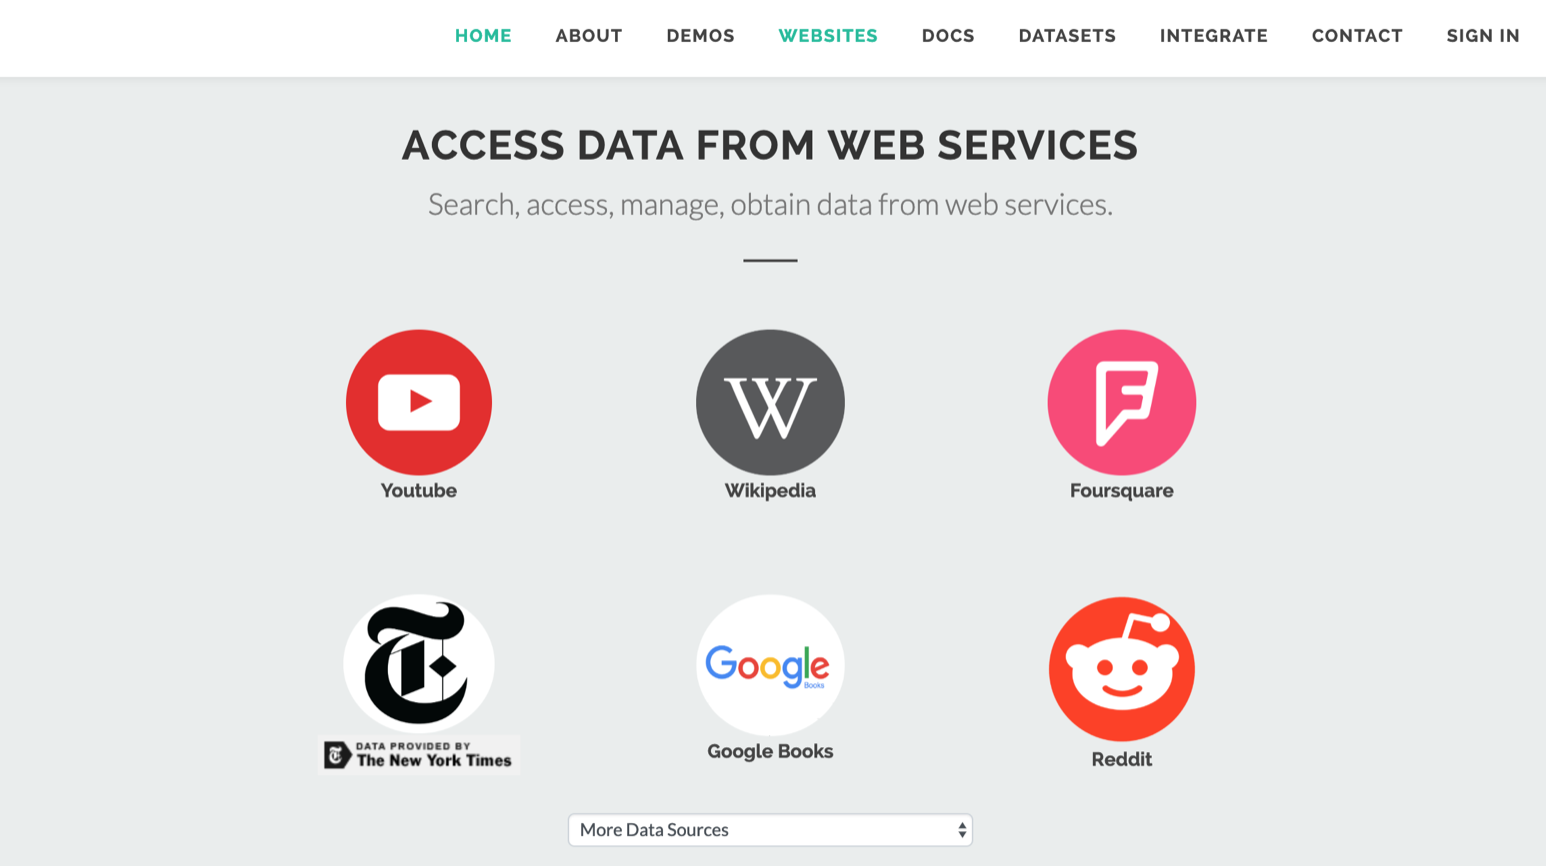 HOME ABOUT DEMOS WEBSITES DOCS DATASETS INTEGRATE CONTACT SIGN IN
ACCESS DATA FROM WEB SERVICES
Search, access, manage, obtain data from web services.
W
Youtube Wikipedia Foursquare
T
Google
Books
DATA PROVIDED BY
The New York Times
Google Books
Reddit
More Data Sources